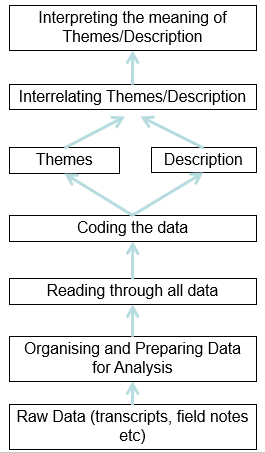 Interpreting the meaning of
Themes/Description
Interrelating Themes/Description
Themes
Description
Coding the data
Reading through all data
Organising and Preparing Data
for Analysis
Raw Data (transcripts, field notes
etc)